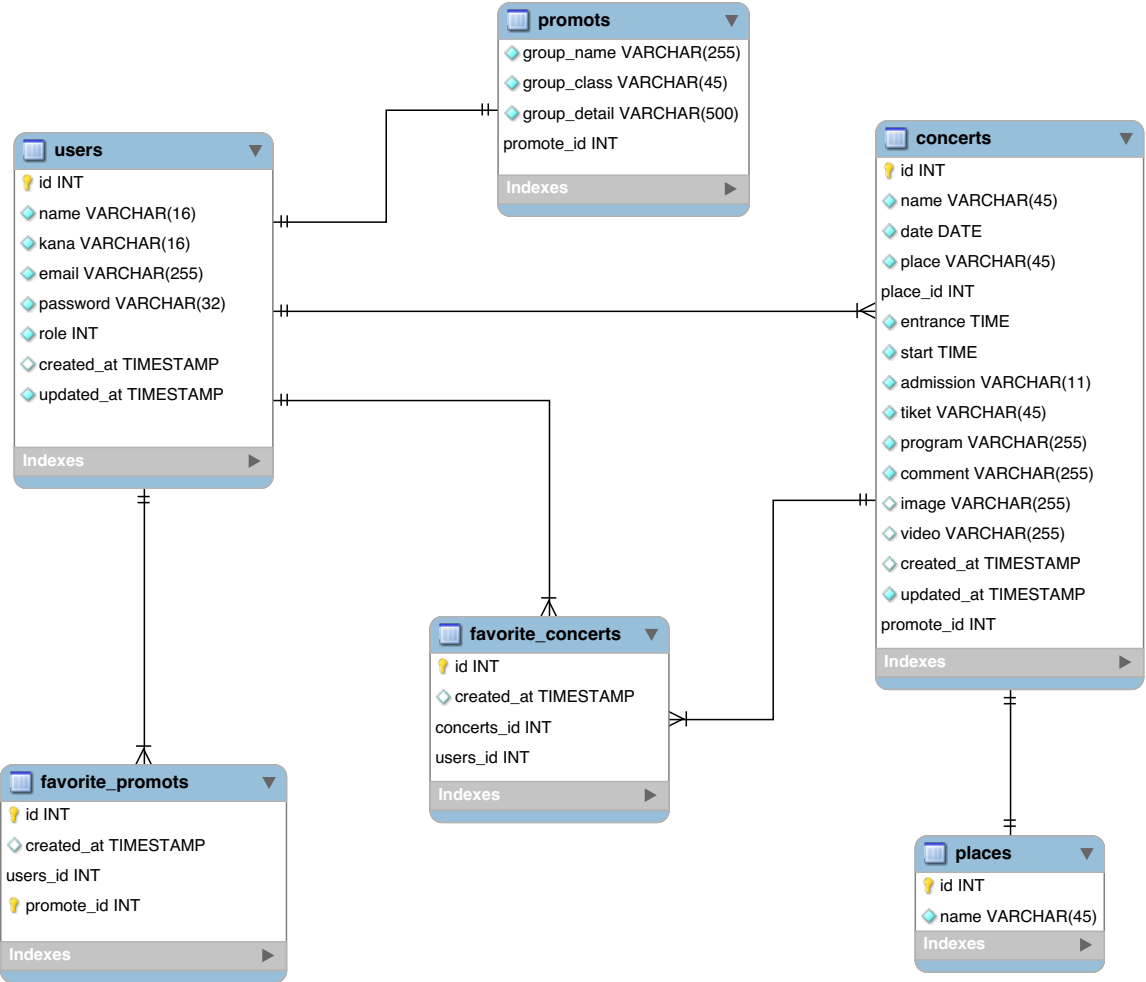 promots
group_name VARCHAR(255)
group_class VARCHAR(45)
group_detail VARCHAR(500)
promote_id INT
Indexes
users
id INT
name VARCHAR(16)
kana VARCHAR(16)
email VARCHAR(255)
password VARCHAR(32)
role INT
created_at TIMESTAMP
updated_at TIMESTAMP
Indexes
concerts
id INT
name VARCHAR(45)
date DATE
place VARCHAR(45)
place_id INT
entrance TIME
start TIME
admission VARCHAR(11)
tiket VARCHAR(45)
program VARCHAR(255)
comment VARCHAR(255)
image VARCHAR(255)
video VARCHAR(255)
created_at TIMESTAMP
updated_at TIMESTAMP
promote_id INT
Indexes
favorite_concerts
id INT
created_at TIMESTAMP
concerts_id INT
users_id INT
Indexes
favorite_promots
id INT
created_at TIMESTAMP
users_id INT
promote_id INT
Indexes
places
id INT
name VARCHAR(45)
Indexes